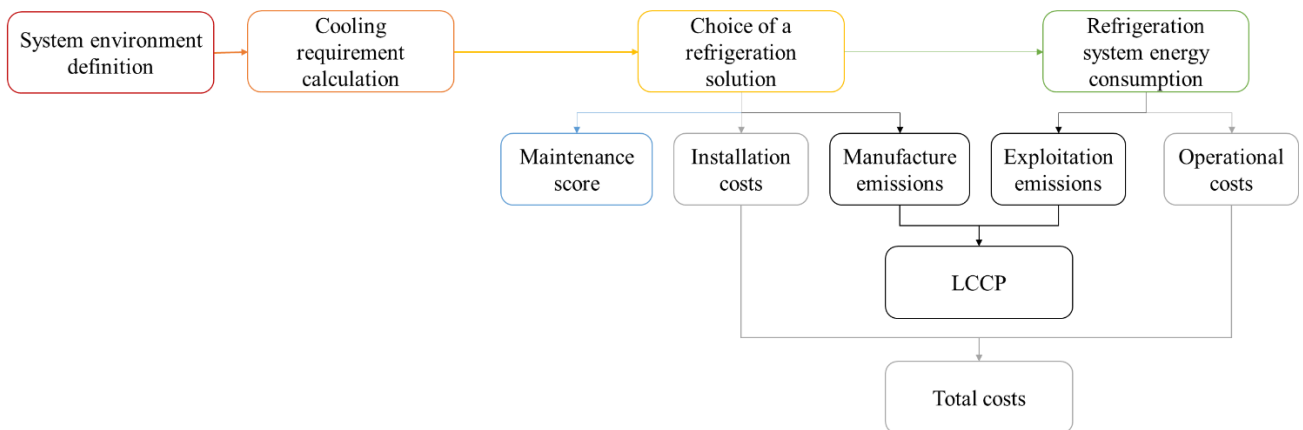 System environment
definition
Cooling
requirement
calculation
Choice of a
refrigeration
solution
Refrigeration
system energy
consumption
Maintenance
score
Installation
costs
Manufacture
emissions
Exploitation
emissions
Operational
costs
LCCP
Total costs